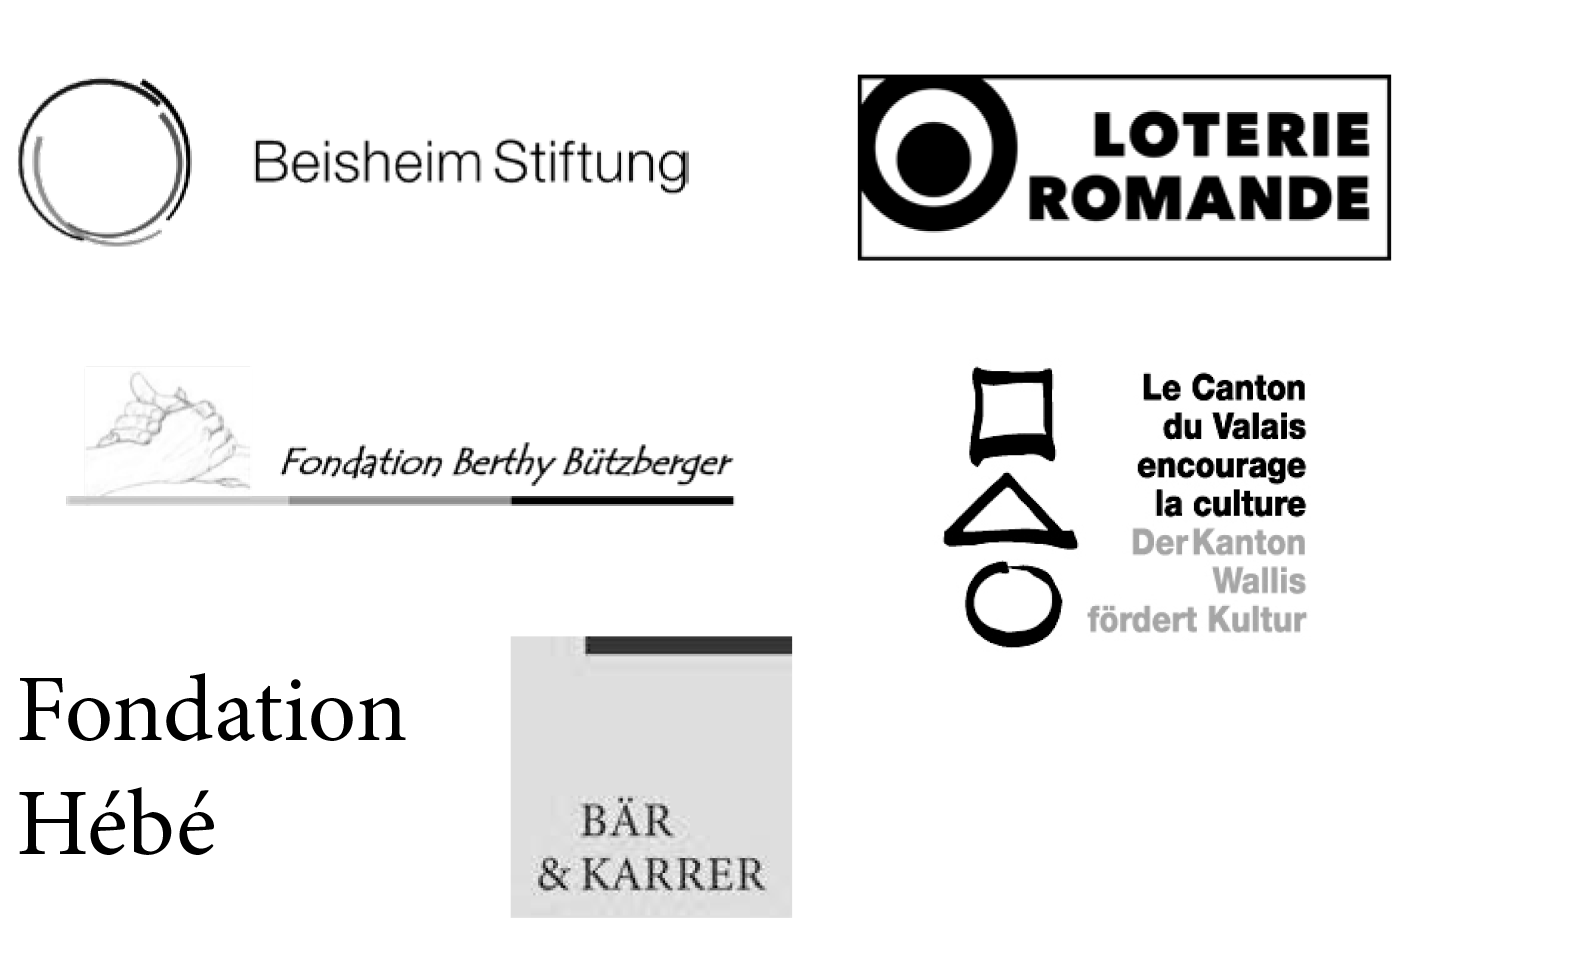 Beisheim Stiftung
LOTERIE
ROMANDE
Fondation Berthy Bützberger
Le Canton
du Valais
encourage
la culture
Der Kanton
Wallis
fördert Kultur
Fondation
Hébé
BÄR
& KARRER